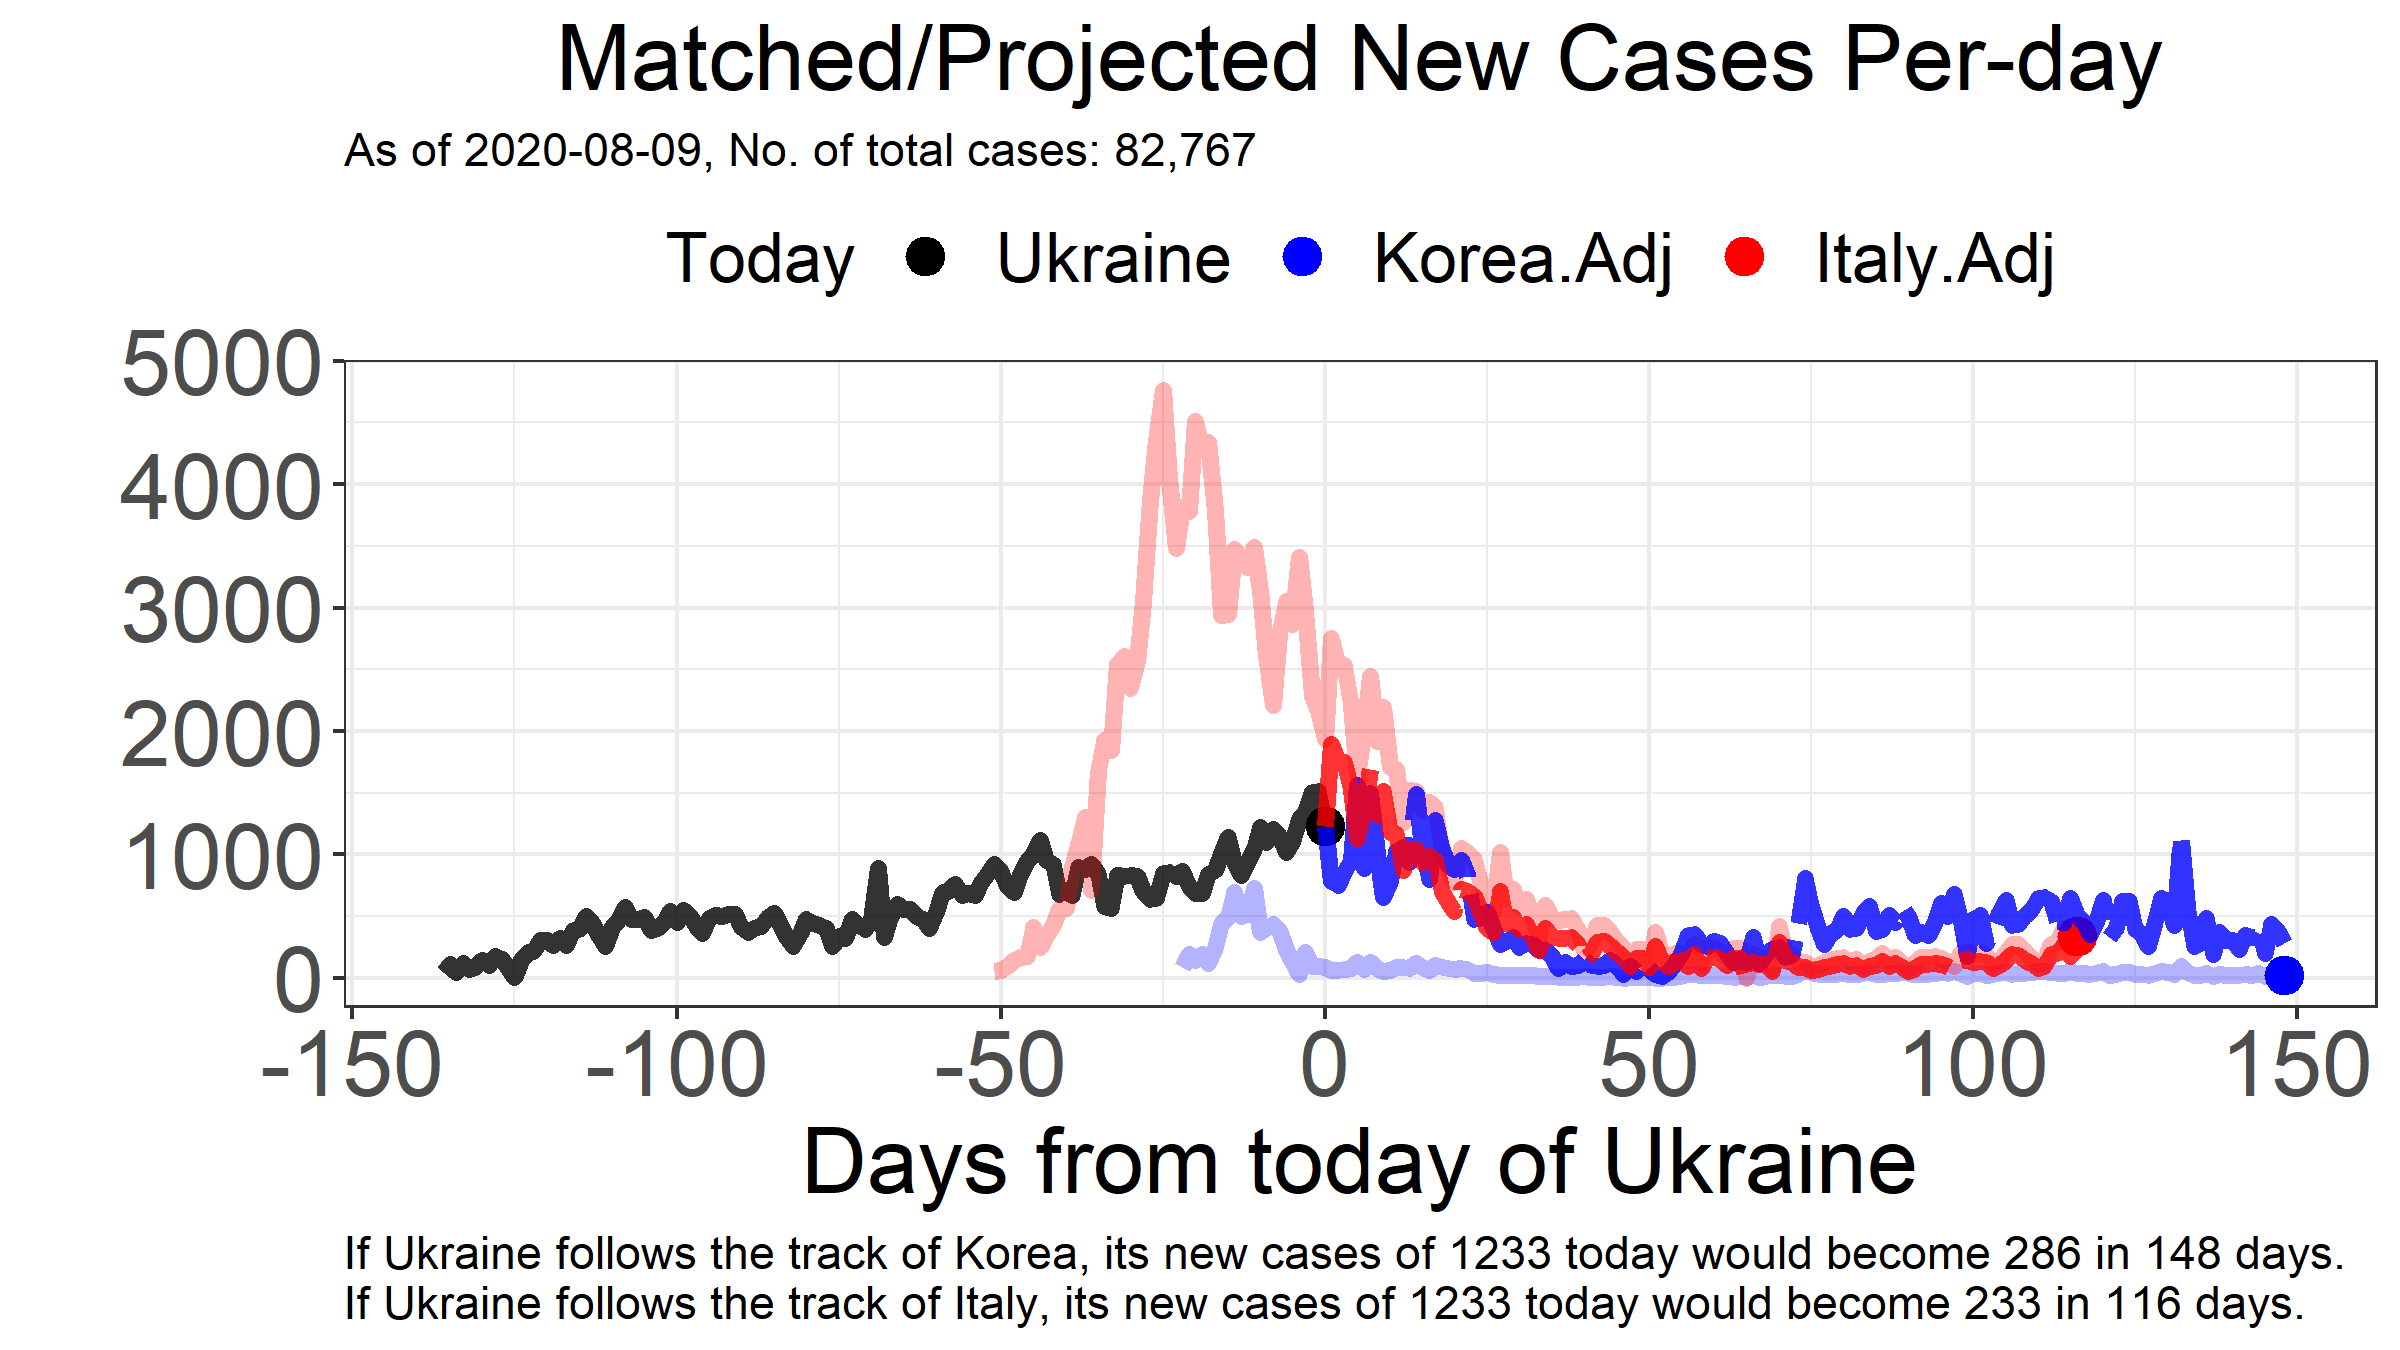 Matched/Projected New Cases Per-day
As of 2020-08-09, No. of total cases: 82,767
Today Ukraine Korea.Adj Italy.Adj
5000
4000
3000
2000
1000
0
-150 -100 -50 0 50 100 150
Days from today of Ukraine
If Ukraine follows the track of Korea, its new cases of 1233 today would become 286 in 148 days.
If Ukraine follows the track of Italy, its new cases of 1233 today would become 233 in 116 days.